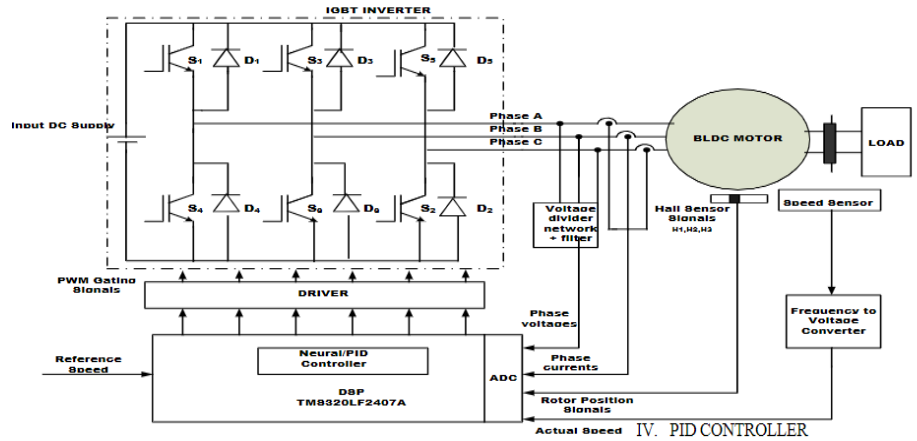 IGBT INVERTER
S1 D1 S3 D3 S5 D5
Phase A
Phase B
Phase C
Input DC Supply
BLDC MOTOR
LOAD
S4 D4 S9 D9 S2 D2
Voltage
divider
network
+ filter
Hall Sensor
Signals
H1,H2,H3
Speed Sensor
PWM Gating
Signals
DRIVER
Phase
voltages
Frequency to
Voltage
Converter
Reference
Speed
Neural/PID
Controller
ADC
Phase
currents
DSP
TMS320LF2407A
Rotor Position
Signals
Actual Speed
IV. PID CONTROLLER